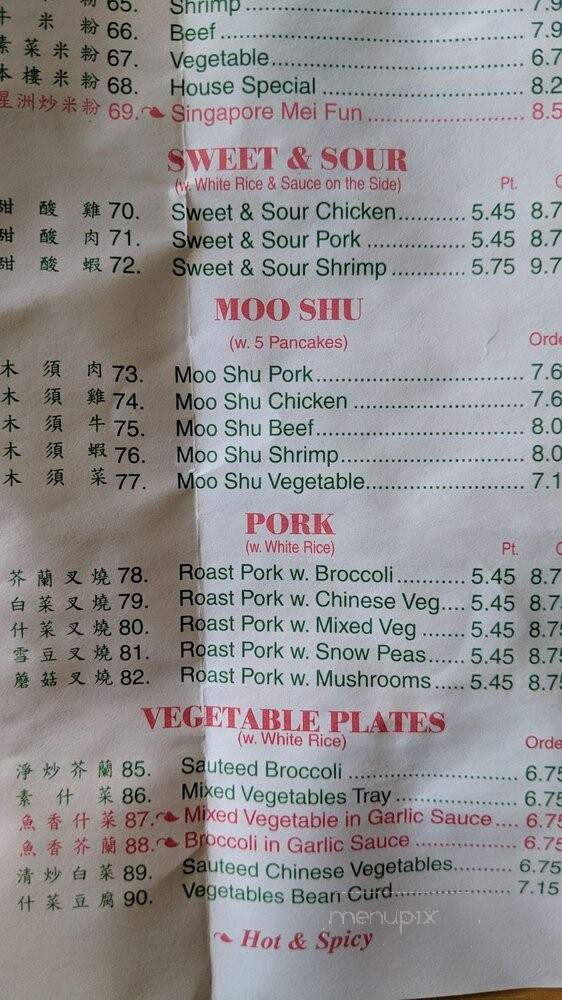 粉 65. Shrimp 7.9
牛 米 粉 66. Beef 7.9
素 菜 米 粉 67. Vegetable 6.7
本 樓 米 粉 68. House Special 8.2
星 洲 炒 米 粉 69. Singapore Mei Fun 8.5
SWEET & SOUR
(w. White Rice & Sauce on the Side) Pt.
甜 酸 雞 70. Sweet & Sour Chicken 5.45 8.7
甜 酸 肉 71. Sweet & Sour Pork 5.45 8.7
甜 酸 蝦 72. Sweet & Sour Shrimp 5.75 9.7
MOO SHU
(w. 5 Pancakes) Orde
木 須 肉 73. Moo Shu Pork 7.6
木 須 雞 74. Moo Shu Chicken 7.6
木 須 牛 75. Moo Shu Beef 8.0
木 須 蝦 76. Moo Shu Shrimp 8.0
木 須 菜 77. Moo Shu Vegetable 7.1
PORK
(w. White Rice) Pt.
芥 蘭 叉 燒 78. Roast Pork w. Broccoli 5.45 8.7
白 菜 叉 燒 79. Roast Pork w. Chinese Veg. 5.45 8.75
什 菜 叉 燒 80. Roast Pork w. Mixed Veg 5.45 8.75
雪 豆 叉 燒 81. Roast Pork w. Snow Peas 5.45 8.75
蘑 菇 叉 燒 82. Roast Pork w. Mushrooms 5.45 8.75
VEGETABLE PLATES
(w. White Rice) Orde
淨 炒 芥 蘭 85. Sauteed Broccoli 6.75
素 什 菜 86. Mixed Vegetables Tray 6.75
魚 香 什 菜 87. Mixed Vegetable in Garlic Sauce 6.75
魚 香 芥 蘭 88. Broccoli in Garlic Sauce 6.75
清 炒 白 菜 89. Sauteed Chinese Vegetables 6.75
什 菜 豆 腐 90. Vegetables Bean Curd 7.15
menupix
Hot & Spicy